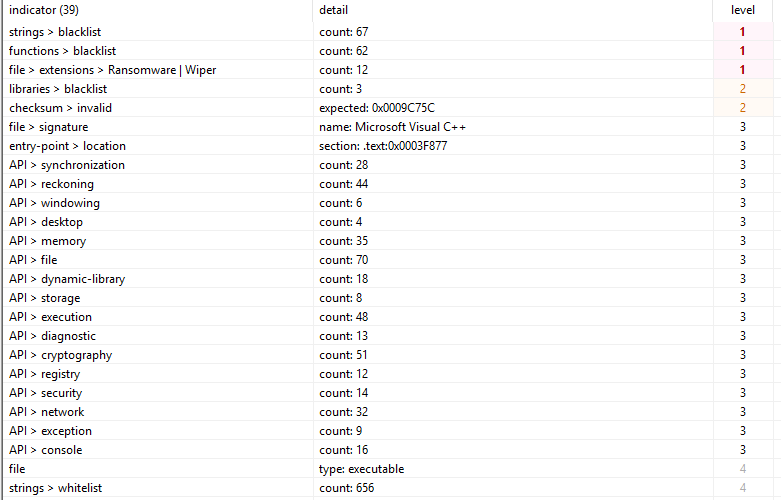 indicator (39) detail level
strings > blacklist count: 67 1
functions > blacklist count: 62 1
file > extensions > Ransomware | Wiper count: 12 1
libraries > blacklist count: 3 2
checksum > invalid expected: 0x0009C75C 2
file > signature name: Microsoft Visual C++ 3
entry-point > location section: .text:0x0003F877 3
API > synchronization count: 28 3
API > reckoning count: 44 3
API > windowing count: 6 3
API > desktop count: 4 3
API > memory count: 35 3
API > file count: 70 3
API > dynamic-library count: 18 3
API > storage count: 8 3
API > execution count: 48 3
API > diagnostic count: 13 3
API > cryptography count: 51 3
API > registry count: 12 3
API > security count: 14 3
API > network count: 32 3
API > exception count: 9 3
API > console count: 16 3
file type: executable 4
strings > whitelist count: 656 4